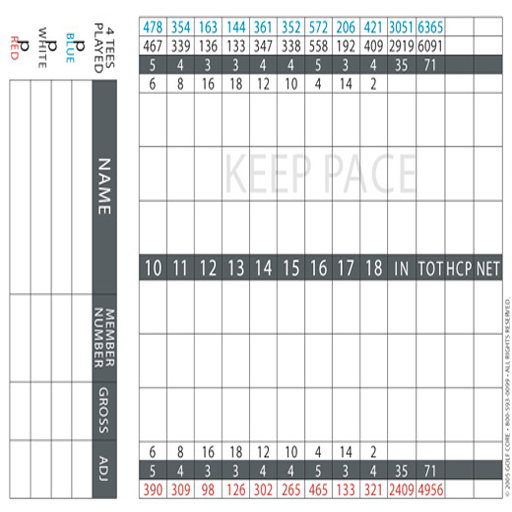 4 TEES
PLAYED
P
BLUE
P
WHITE
P
RED
NAME
MEMBER
NUMBER
GROSS
ADJ
478 354 163 144 361 352 572 206 421 3051 6365
467 339 136 133 347 338 558 192 409 2919 6091
5 4 3 3 4 4 5 3 4 35 71
6 8 16 18 12 10 4 14 2
KEEP PACE
10 11 12 13 14 15 16 17 18 IN TOT HCP NET
6 8 16 18 12 10 4 14 2
5 4 3 3 4 4 5 3 4 35 71
390 309 98 126 302 265 465 133 321 2409 4956
© 2005 GOLF CORE • 800-593-0099 • ALL RIGHTS RESERVED.